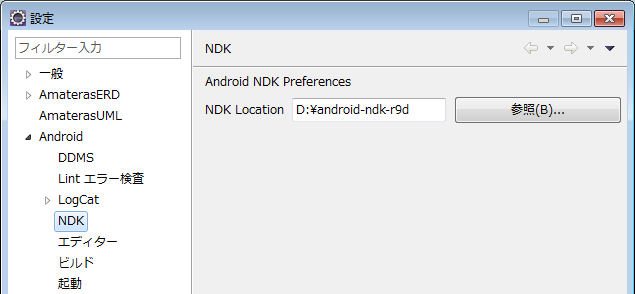 設定
フィルター入力
一般
AmaterasERD
AmaterasUML
Android
DDMS
Lint エラー検査
LogCat
NDK
エディター
ビルド
起動
NDK
Android NDK Preferences
NDK Location D:¥android-ndk-r9d 参照(B)...